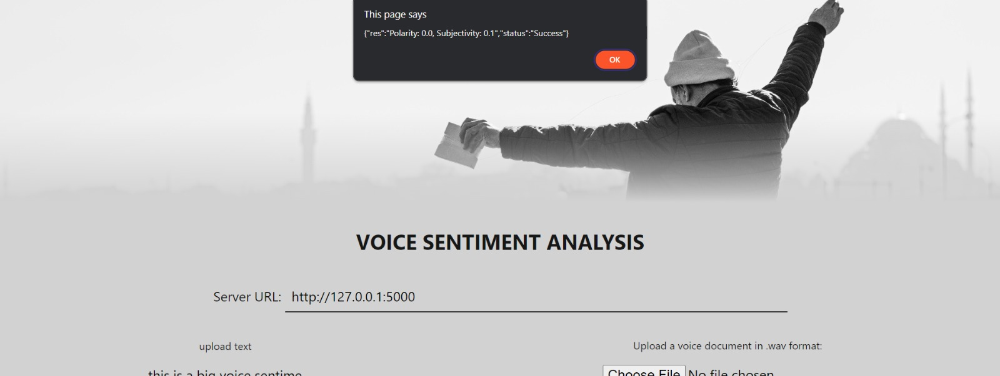 This page says
{"res":"Polarity: 0.0, Subjectivity: 0.1","status":"Success"}
OK
VOICE SENTIMENT ANALYSIS
Server URL: http://127.0.0.1:5000
upload text
Upload a voice document in .wav format:
this is a big voice sentime
Choose File No file chosen